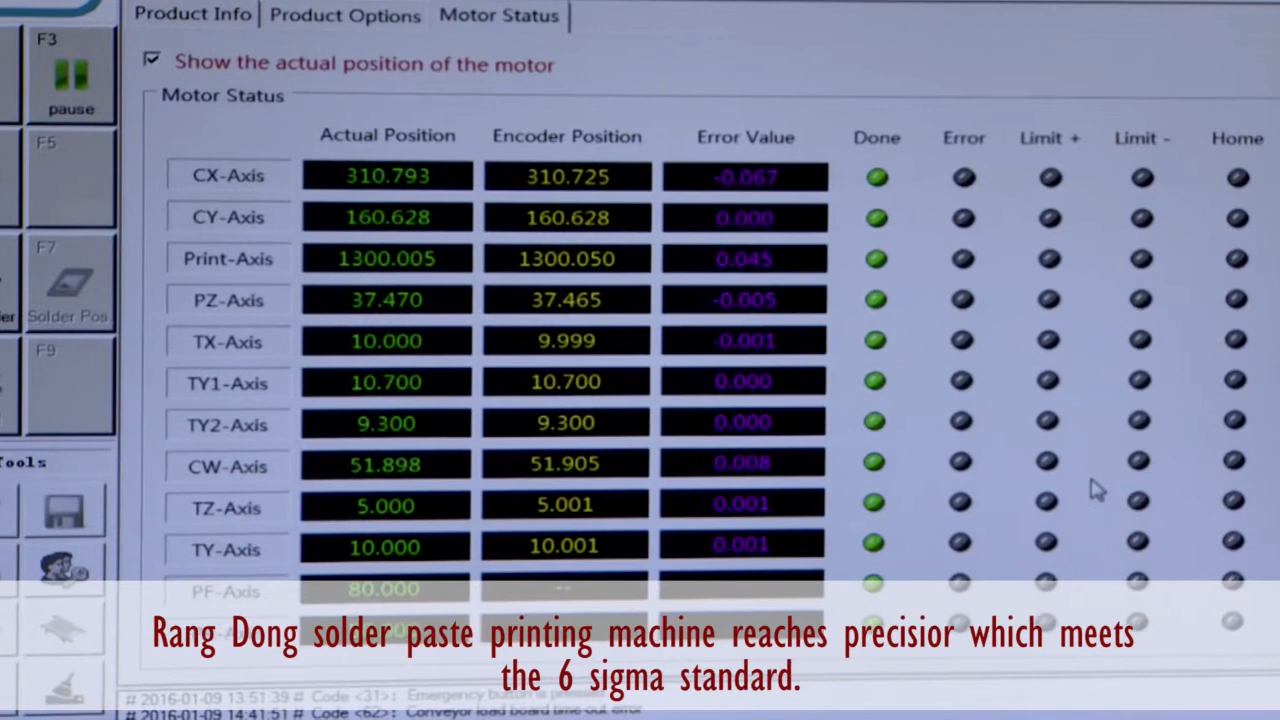 Product Info Product Options Motor Status
F3
pause
Show the actual position of the motor
Motor Status
Actual Position Encoder Position Error Value Done Error Limit + Limit - Home
F5
CX-Axis 310.793 310.725 -0.067
CY-Axis 160.628 160.628 0.000
F7
Print-Axis 1300.005 1300.050 0.045
PZ-Axis 37.470 37.465 -0.005
er Solder Pos
TX-Axis 10.000 9.999 -0.001
F9
TY1-Axis 10.700 10.700 0.000
TY2-Axis 9.300 9.300 0.000
Tools
CW-Axis 51.898 51.905 0.008
TZ-Axis 5.000 5.001 0.001
TY-Axis 10.000 10.001 0.001
PF-Axis 80.000 --
Rang Dong solder paste printing machine reaches precisior which meets
the 6 sigma standard.
# 2016-01-09 13:51:39 # Code <31>: Emergency button is pressed
# 2016-01-09 14:41:51 # Code <62>: Conveyor load board time out error